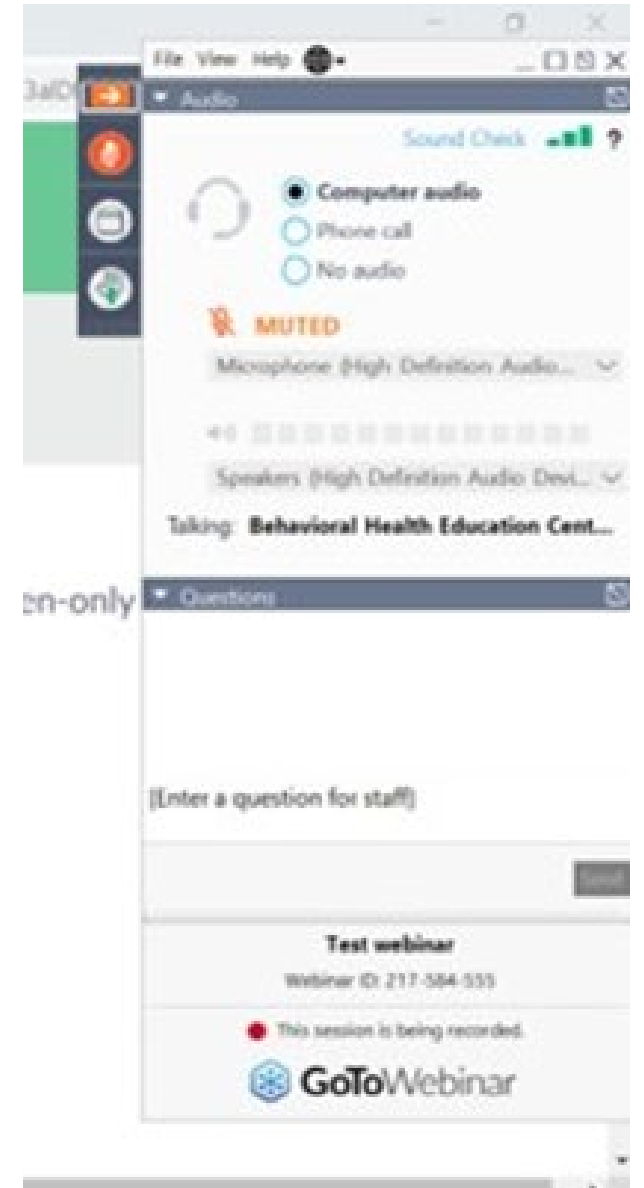 File View Help
Audio
Sound Check ?
Computer audio
Phone call
No audio
MUTED
Microphone (High Definition Audio...
Speakers (High Definition Audio Devi...
Talking: Behavioral Health Education Cent...
en-only
Questions
[Enter a question for staff]
Send
Test webinar
Webinar ID: 217-584-555
This session is being recorded.
GoToWebinar